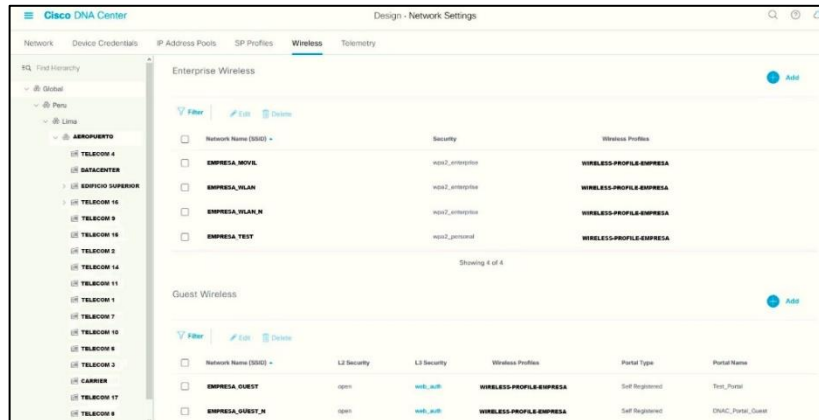 Cisco DNA Center
Design - Network Settings
Network Device Credentials IP Address Pools SP Profiles Wireless Telemetry
Find Hierarchy
Global
Peru
Lima
AEROPUERTO
TELECOM 4
DATACENTER
EDIFICIO SUPERIOR
TELECOM 16
TELECOM 9
TELECOM 15
TELECOM 2
TELECOM 14
TELECOM 11
TELECOM 1
TELECOM 7
TELECOM 10
TELECOM 3
CARRIER
TELECOM 17
TELECOM 8
Enterprise Wireless
Add
Filter Edit Delete
Network Name (SSID) Security Wireless Profiles
EMPRESA_MOVIL wpa2_enterprise WIRELESS-PROFILE-EMPRESA
EMPRESA_WLAN wpa2_enterprise WIRELESS-PROFILE-EMPRESA
EMPRESA_WLAN_N wpa2_enterprise WIRELESS-PROFILE-EMPRESA
EMPRESA_TEST wpa2_personal WIRELESS-PROFILE-EMPRESA
Showing 4 of 4
Guest Wireless
Add
Filter Edit Delete
Network Name (SSID) L2 Security L3 Security Wireless Profiles Portal Type Portal Name
EMPRESA_GUEST open web_auth WIRELESS-PROFILE-EMPRESA Self Registered Test_Portal
EMPRESA_GUEST_N open web_auth WIRELESS-PROFILE-EMPRESA Self Registered DNAC_Portal_Guest